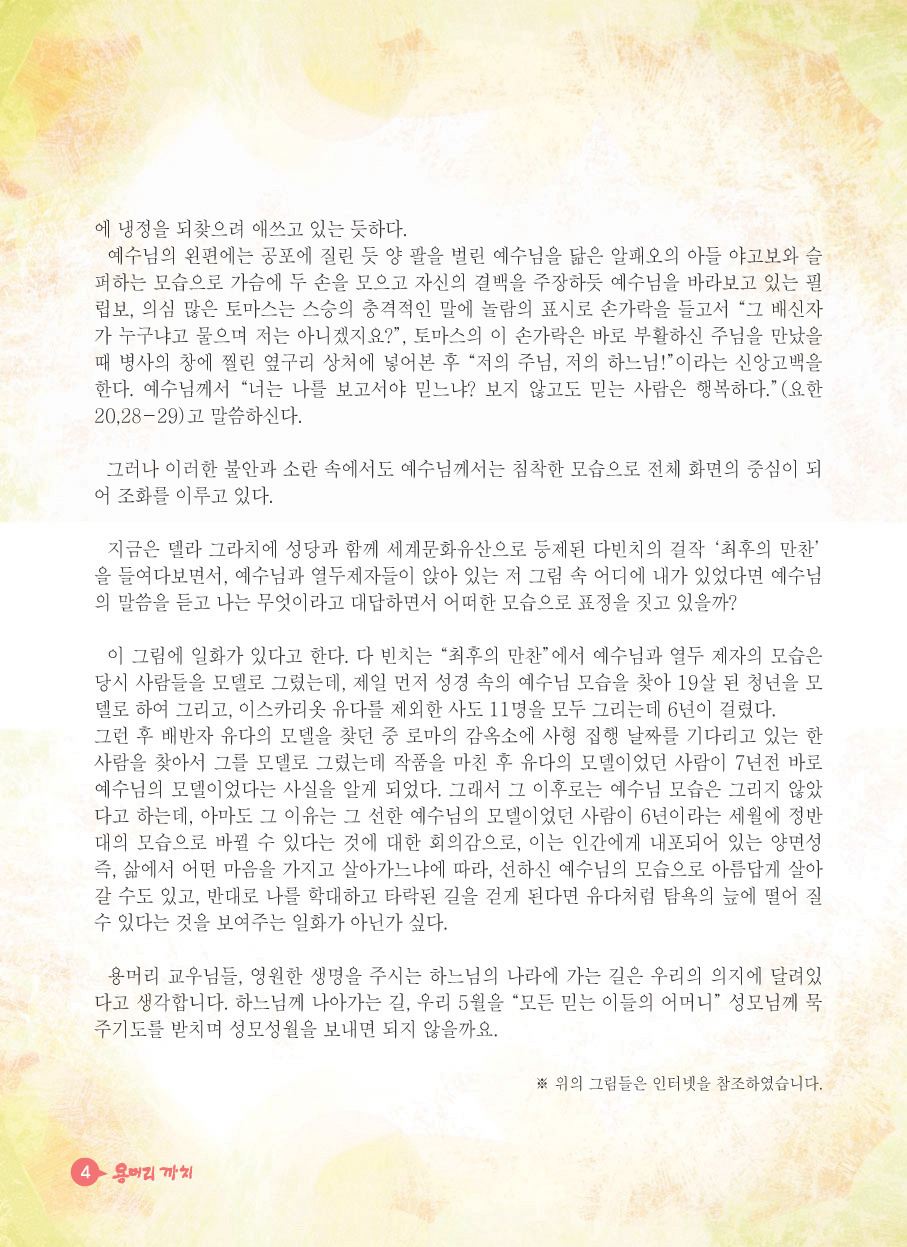 에 냉정을 되찾으려 애쓰고 있는 듯하다.
예수님의 왼편에는 공포에 질린 듯 양 팔을 벌린 예수님을 닮은 알패오의 아들 야고보와 슬
퍼하는 모습으로 가슴에 두 손을 모으고 자신의 결백을 주장하듯 예수님을 바라보고 있는 필
립보, 의심 많은 토마스는 스승의 충격적인 말에 놀람의 표시로 손가락을 들고서 “그 배신자
가 누구냐고 물으며 저는 아니겠지요?”, 토마스의 이 손가락은 바로 부활하신 주님을 만났을
때 병사의 창에 찔린 옆구리 상처에 넣어본 후 “저의 주님, 저의 하느님!”이라는 신앙고백을
한다. 예수님께서 “너는 나를 보고서야 믿느냐? 보지 않고도 믿는 사람은 행복하다.”(요한
20,28-29)고 말씀하신다.
그러나 이러한 불안과 소란 속에서도 예수님께서는 침착한 모습으로 전체 화면의 중심이 되
어 조화를 이루고 있다.
지금은 델라 그라치에 성당과 함께 세계문화유산으로 등제된 다빈치의 걸작 ‘최후의 만찬’
을 들여다보면서, 예수님과 열두제자들이 앉아 있는 저 그림 속 어디에 내가 있었다면 예수님
의 말씀을 듣고 나는 무엇이라고 대답하면서 어떠한 모습으로 표정을 짓고 있을까?
이 그림에 일화가 있다고 한다. 다 빈치는 “최후의 만찬”에서 예수님과 열두 제자의 모습은
당시 사람들을 모델로 그렸는데, 제일 먼저 성경 속의 예수님 모습을 찾아 19살 된 청년을 모
델로 하여 그리고, 이스카리옷 유다를 제외한 사도 11명을 모두 그리는데 6년이 걸렸다.
그런 후 배반자 유다의 모델을 찾던 중 로마의 감옥소에 사형 집행 날짜를 기다리고 있는 한
사람을 찾아서 그를 모델로 그렸는데 작품을 마친 후 유다의 모델이었던 사람이 7년전 바로
예수님의 모델이었다는 사실을 알게 되었다. 그래서 그 이후로는 예수님 모습은 그리지 않았
다고 하는데, 아마도 그 이유는 그 선한 예수님의 모델이었던 사람이 6년이라는 세월에 정반
대의 모습으로 바뀔 수 있다는 것에 대한 회의감으로, 이는 인간에게 내포되어 있는 양면성
즉, 삶에서 어떤 마음을 가지고 살아가느냐에 따라, 선하신 예수님의 모습으로 아름답게 살아
갈 수도 있고, 반대로 나를 학대하고 타락된 길을 걷게 된다면 유다처럼 탐욕의 늪에 떨어 질
수 있다는 것을 보여주는 일화가 아닌가 싶다.
용머리 교우님들, 영원한 생명을 주시는 하느님의 나라에 가는 길은 우리의 의지에 달려있
다고 생각합니다. 하느님께 나아가는 길, 우리 5월을 “모든 믿는 이들의 어머니” 성모님께 묵
주기도를 받치며 성모성월을 보내면 되지 않을까요.
※ 위의 그림들은 인터넷을 참조하였습니다.
4 용머리 까치